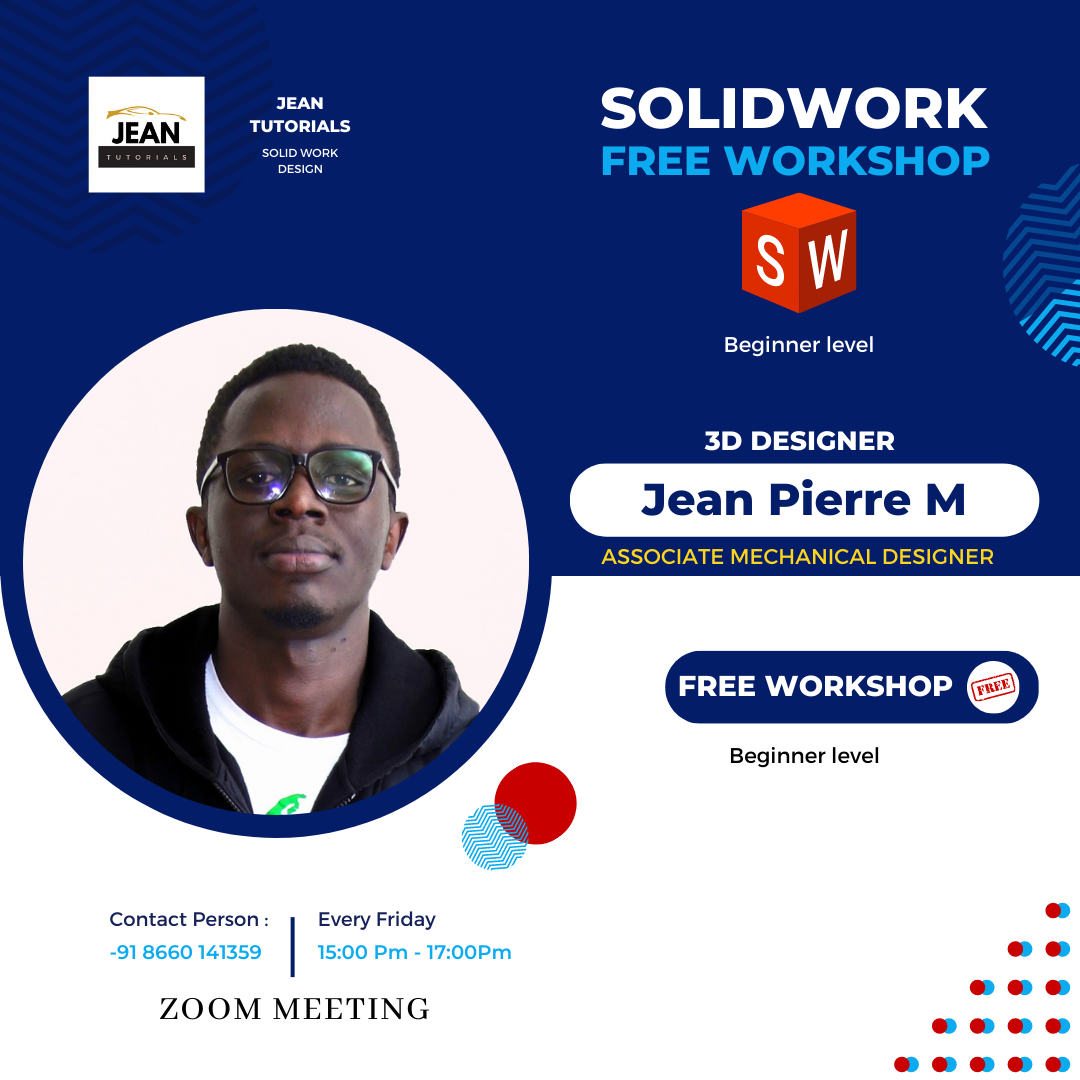 JEAN
TUTORIALS
JEAN
TUTORIALS
SOLID WORK
DESIGN
SOLIDWORK
FREE WORKSHOP
S W
Beginner level
3D DESIGNER
Jean Pierre M
ASSOCIATE MECHANICAL DESIGNER
FREE WORKSHOP
FREE
Beginner level
Contact Person :
-91 8660 141359
Every Friday
15:00 Pm - 17:00Pm
ZOOM MEETING